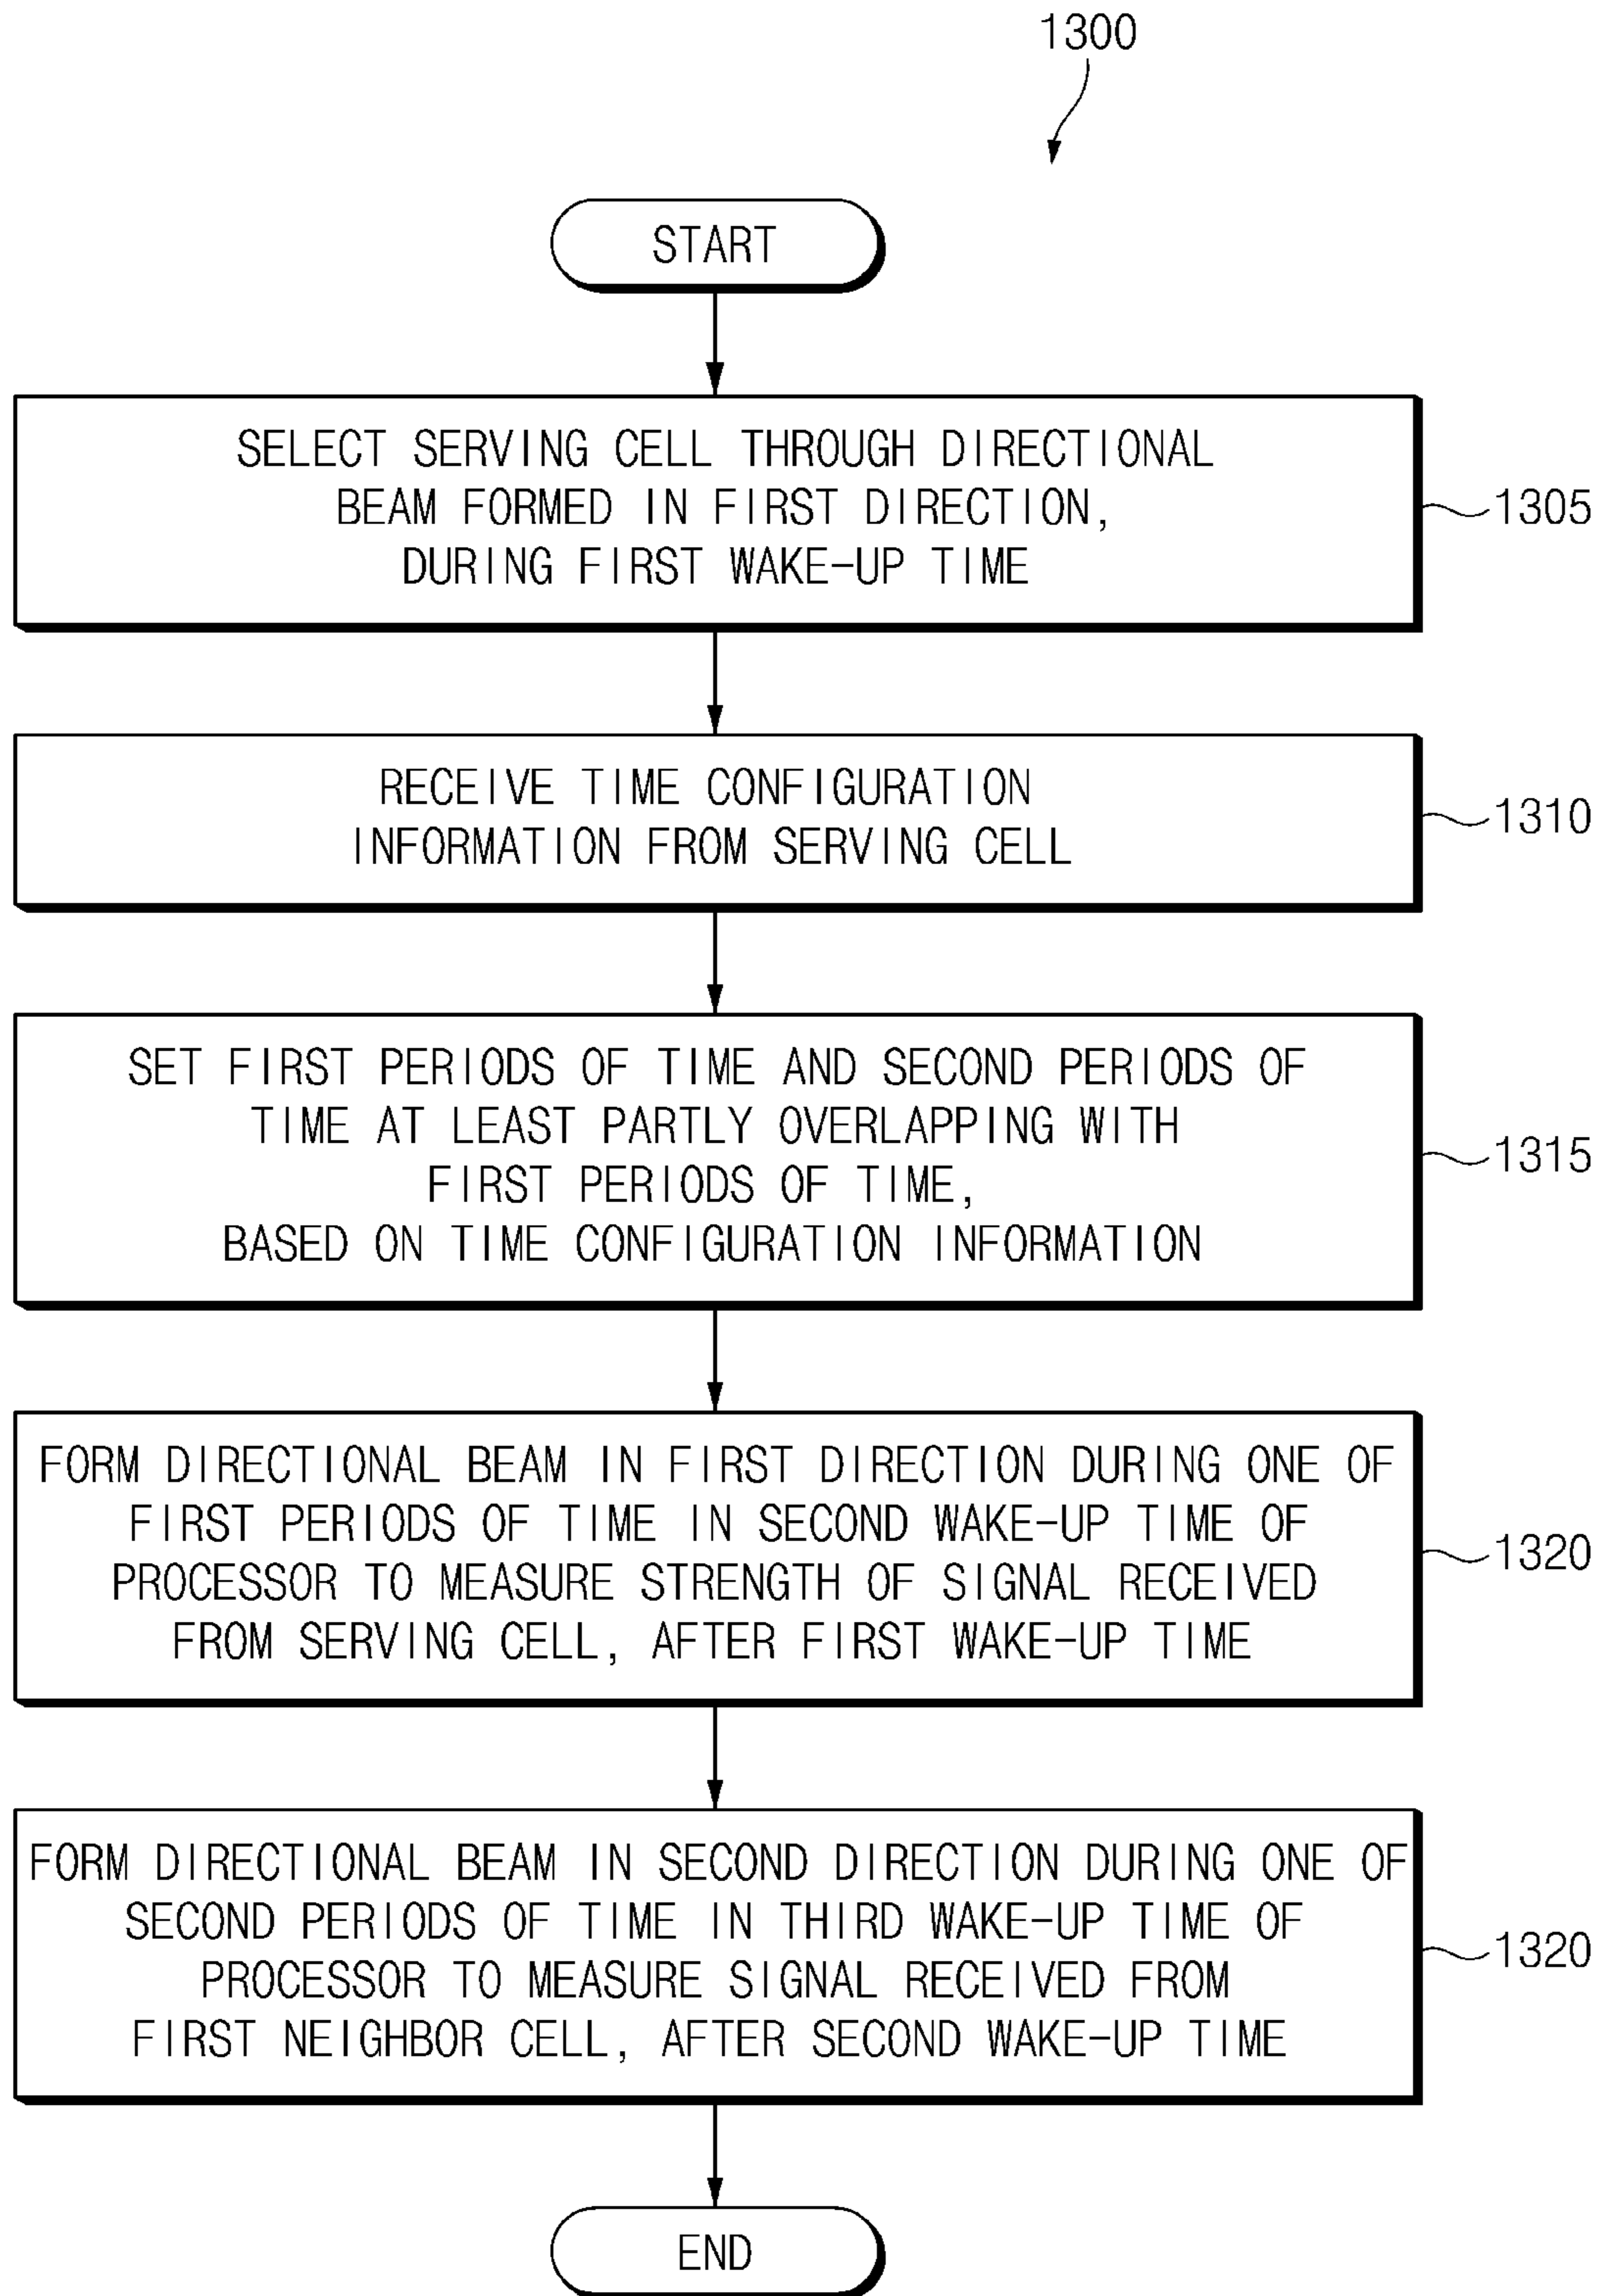 1300
START
SELECT SERVING CELL THROUGH DIRECTIONAL
BEAM FORMED IN FIRST DIRECTION,
DURING FIRST WAKE-UP TIME
1305
RECEIVE TIME CONFIGURATION
INFORMATION FROM SERVING CELL
1310
SET FIRST PERIODS OF TIME AND SECOND PERIODS OF
TIME AT LEAST PARTLY OVERLAPPING WITH
FIRST PERIODS OF TIME,
BASED ON TIME CONFIGURATION INFORMATION
1315
FORM DIRECTIONAL BEAM IN FIRST DIRECTION DURING ONE OF
FIRST PERIODS OF TIME IN SECOND WAKE-UP TIME OF
PROCESSOR TO MEASURE STRENGTH OF SIGNAL RECEIVED
FROM SERVING CELL, AFTER FIRST WAKE-UP TIME
1320
FORM DIRECTIONAL BEAM IN SECOND DIRECTION DURING ONE OF
SECOND PERIODS OF TIME IN THIRD WAKE-UP TIME OF
PROCESSOR TO MEASURE SIGNAL RECEIVED FROM
FIRST NEIGHBOR CELL, AFTER SECOND WAKE-UP TIME
1320
END